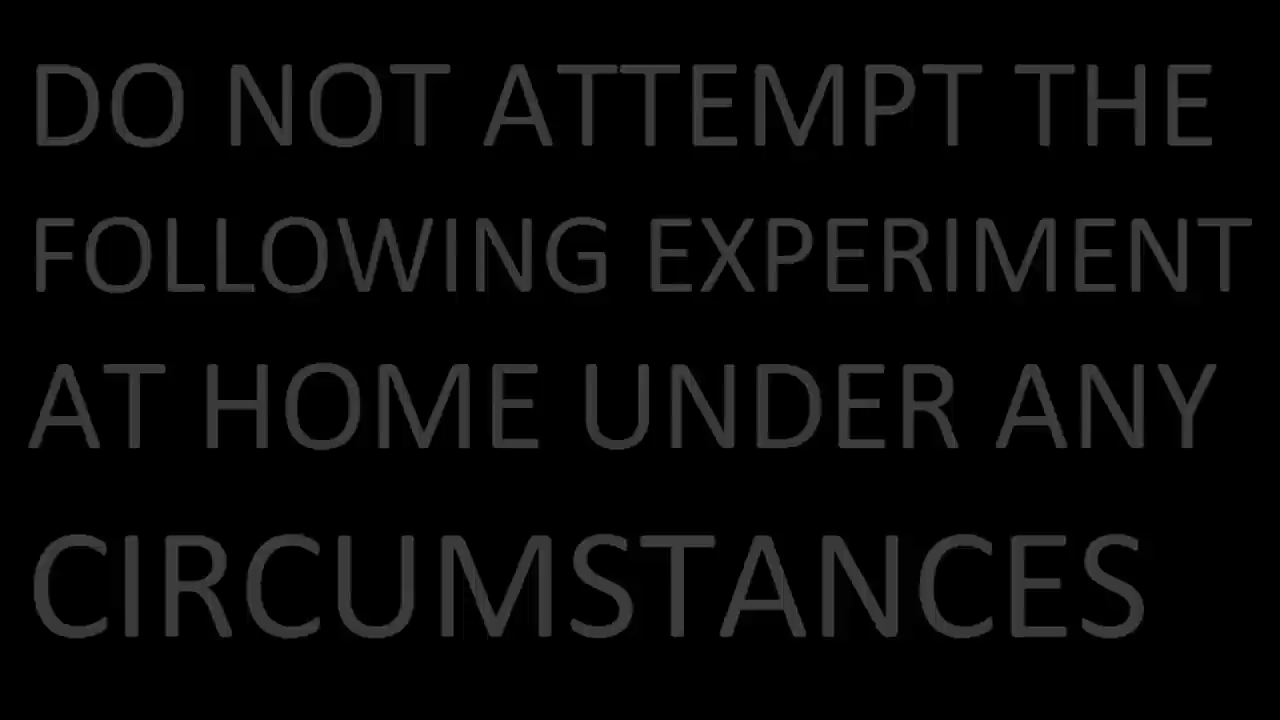 DO NOT ATTEMPT THE
FOLLOWING EXPERIMENT
AT HOME UNDER ANY
CIRCUMSTANCES